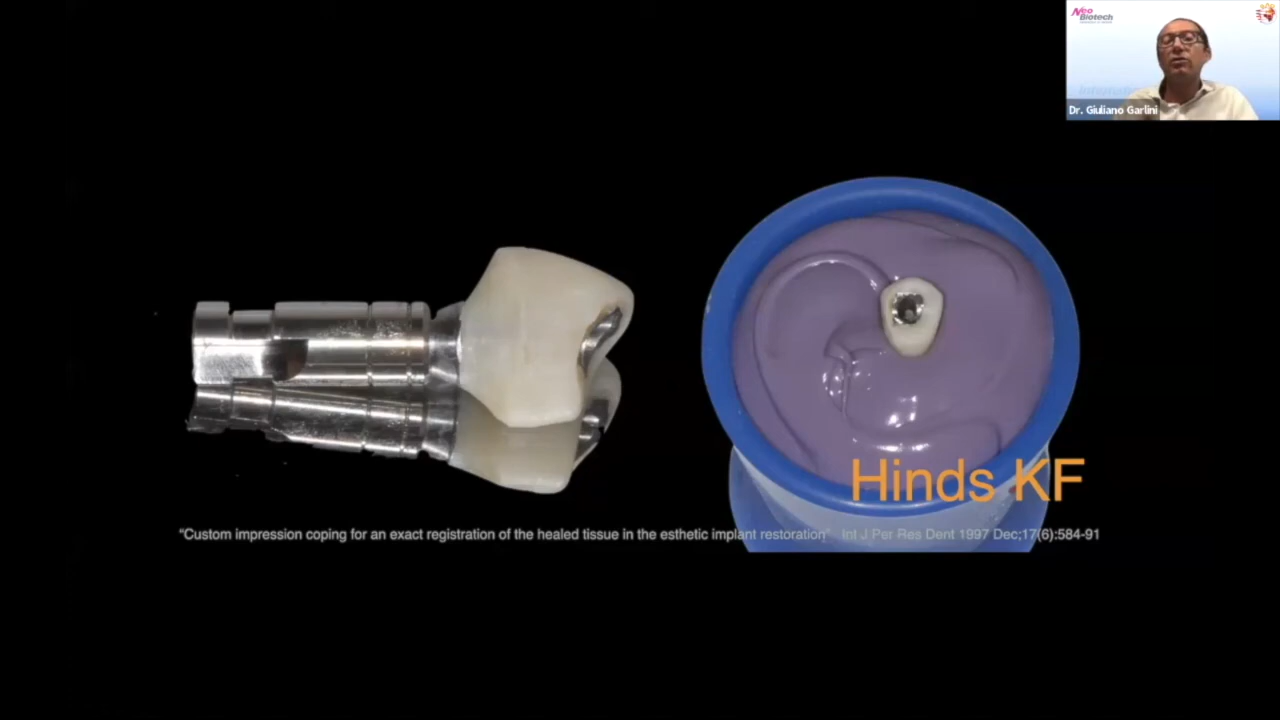 Neo
Biotech
Dr. Giuliano Garlini
Hinds KF
"Custom impression coping for an exact registration of the healed tissue in the esthetic implant restoration" Int J Per Res Dent 1997 Dec;17(6):584-91